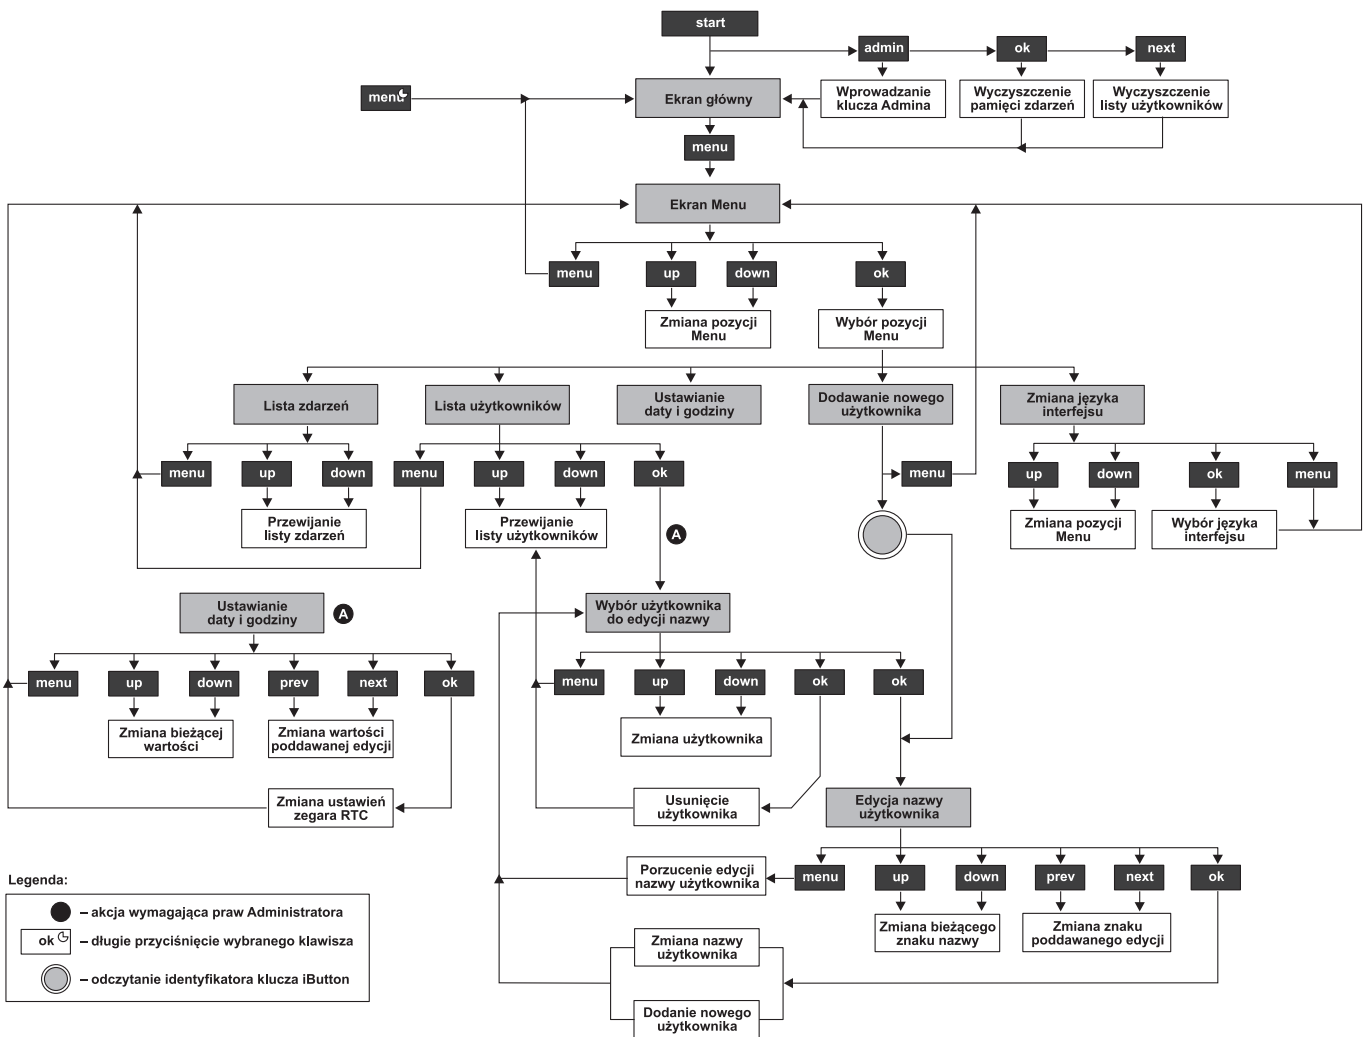 start
admin
ok
next
menu
Ekran główny
Wprowadzanie
klucza Admina
Wyczyszczenie
pamięci zdarzeń
Wyczyszczenie
listy użytkowników
menu
Ekran Menu
menu
up
down
ok
Zmiana pozycji
Menu
Wybór pozycji
Menu
Lista zdarzeń
Lista użytkowników
Ustawianie
daty i godziny
Dodawanie nowego
użytkownika
Zmiana języka
interfejsu
menu
up
down
menu
up
down
ok
menu
up
down
ok
menu
Przewijanie
listy zdarzeń
Przewijanie
listy użytkowników
Zmiana pozycji
Menu
Wybór języka
interfejsu
A
Ustawianie
daty i godziny
A
Wybór użytkownika
do edycji nazwy
menu
up
down
prev
next
ok
menu
up
down
ok
ok
Zmiana bieżącej
wartości
Zmiana wartości
poddawanej edycji
Zmiana użytkownika
Zmiana ustawień
zegara RTC
Usunięcie
użytkownika
Edycja nazwy
użytkownika
Porzucenie edycji
nazwy użytkownika
menu
up
down
prev
next
ok
Zmiana bieżącego
znaku nazwy
Zmiana znaku
poddawanego edycji
Zmiana nazwy
użytkownika
Dodanie nowego
użytkownika
Legenda:
– akcja wymagająca praw Administratora
ok – długie przyciśnięcie wybranego klawisza
– odczytanie identyfikatora klucza iButton